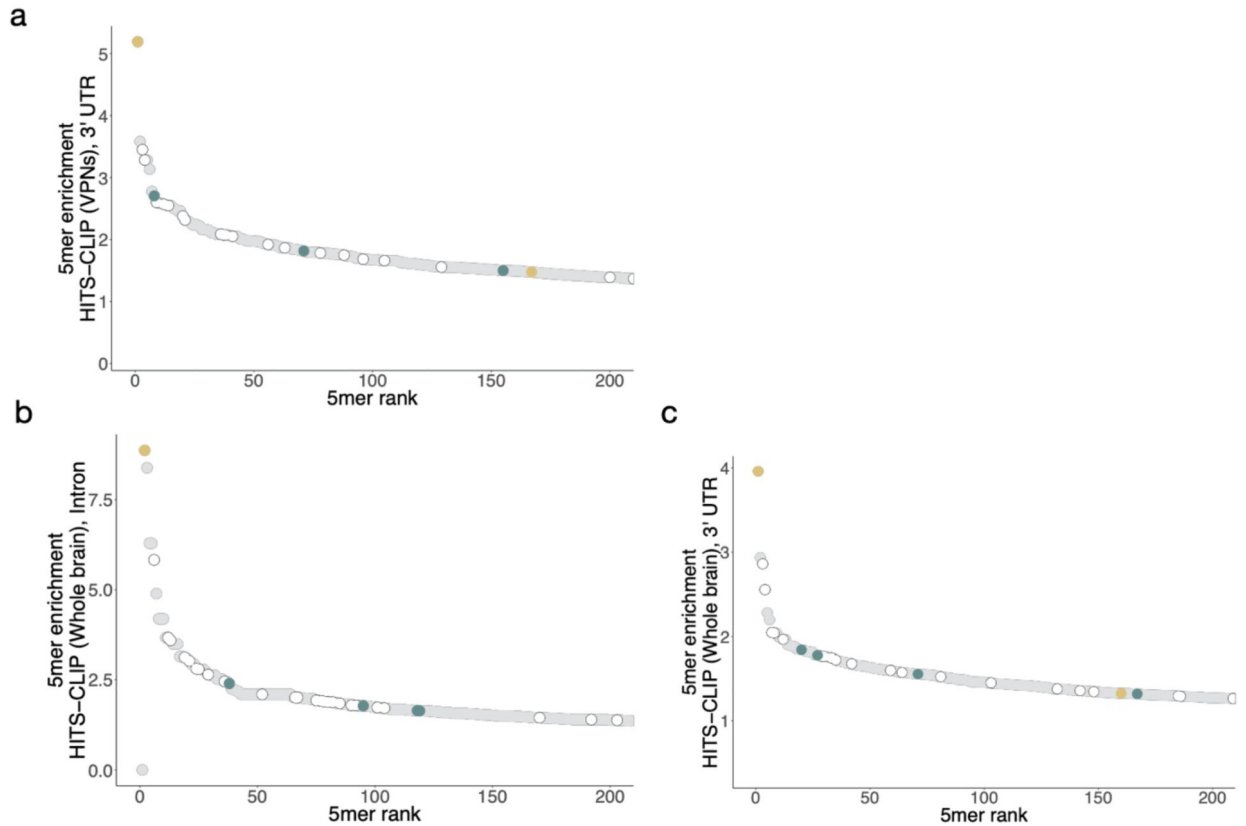 a
5mer enrichment
HITS−CLIP (VPNs), 3' UTR
5
4
3
2
1
0
0 50 100 150 200
5mer rank
b
5mer enrichment
HITS−CLIP (Whole brain), Intron
7.5
5.0
2.5
0.0
0 50 100 150 200
5mer rank
c
5mer enrichment
HITS−CLIP (Whole brain), 3' UTR
4
3
2
1
0 50 100 150 200
5mer rank